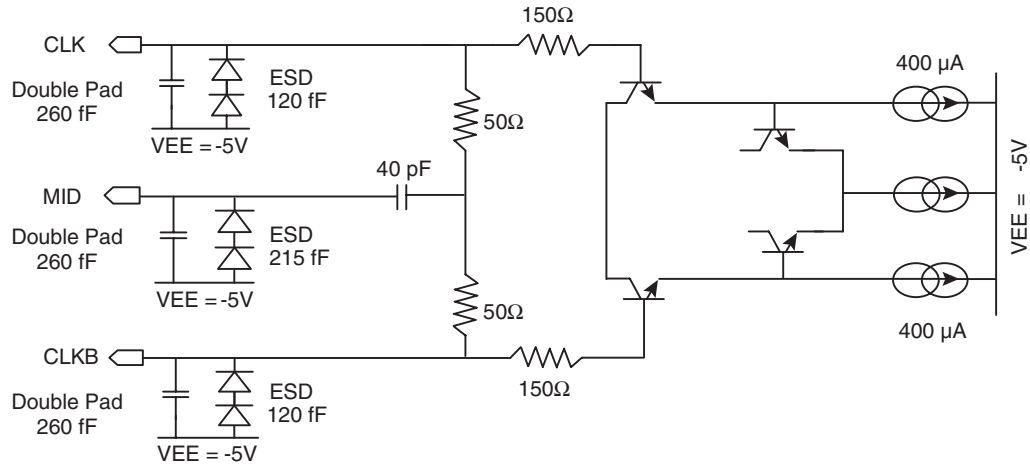 150Ω
CLK
Double Pad
260 fF
ESD
120 fF
VEE = -5V
50Ω
400 µA
40 pF
MID
Double Pad
260 fF
ESD
215 fF
VEE = -5V
VEE = -5V
50Ω
400 µA
CLKB
Double Pad
260 fF
ESD
120 fF
VEE = -5V
150Ω